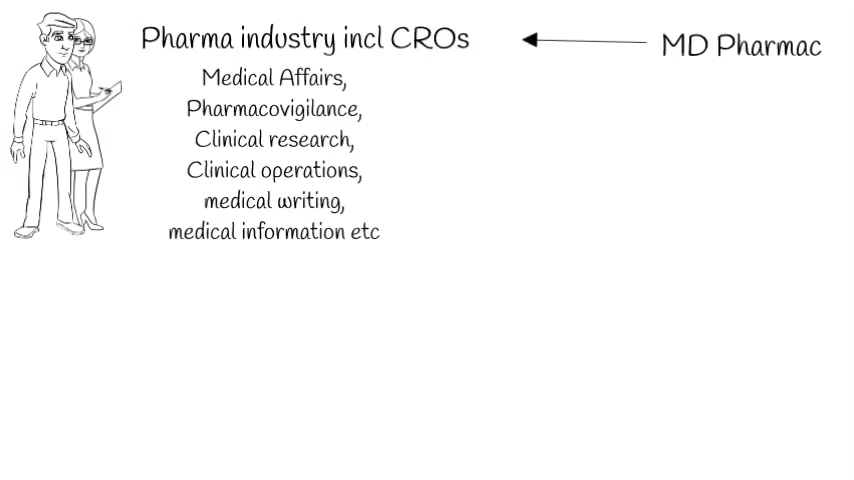 Pharma industry incl CROs
MD Pharmac
Medical Affairs,
Pharmacovigilance,
Clinical research,
Clinical operations,
medical writing,
medical information etc